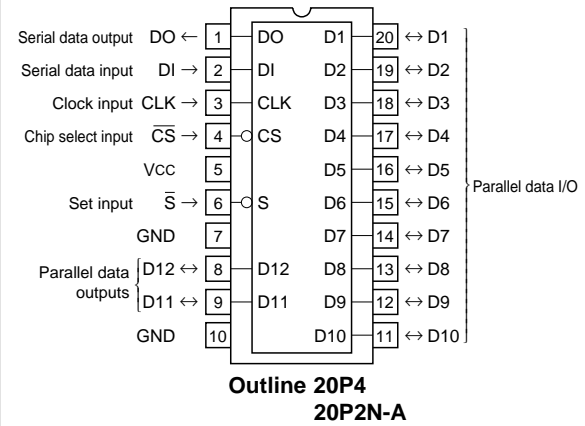 Serial data output DO ← 1 DO D1 20 ↔ D1
Serial data input DI → 2 DI D2 19 ↔ D2
Clock input CLK → 3 CLK D3 18 ↔ D3
Chip select input C̅S̅ → 4 CS D4 17 ↔ D4
VCC 5 D5 16 ↔ D5
Parallel data I/O
Set input S̅ → 6 S D6 15 ↔ D6
GND 7 D7 14 ↔ D7
Parallel data outputs
D12 ↔ 8 D12 D8 13 ↔ D8
D11 ↔ 9 D11 D9 12 ↔ D9
GND 10 D10 11 ↔ D10
Outline 20P4
20P2N-A